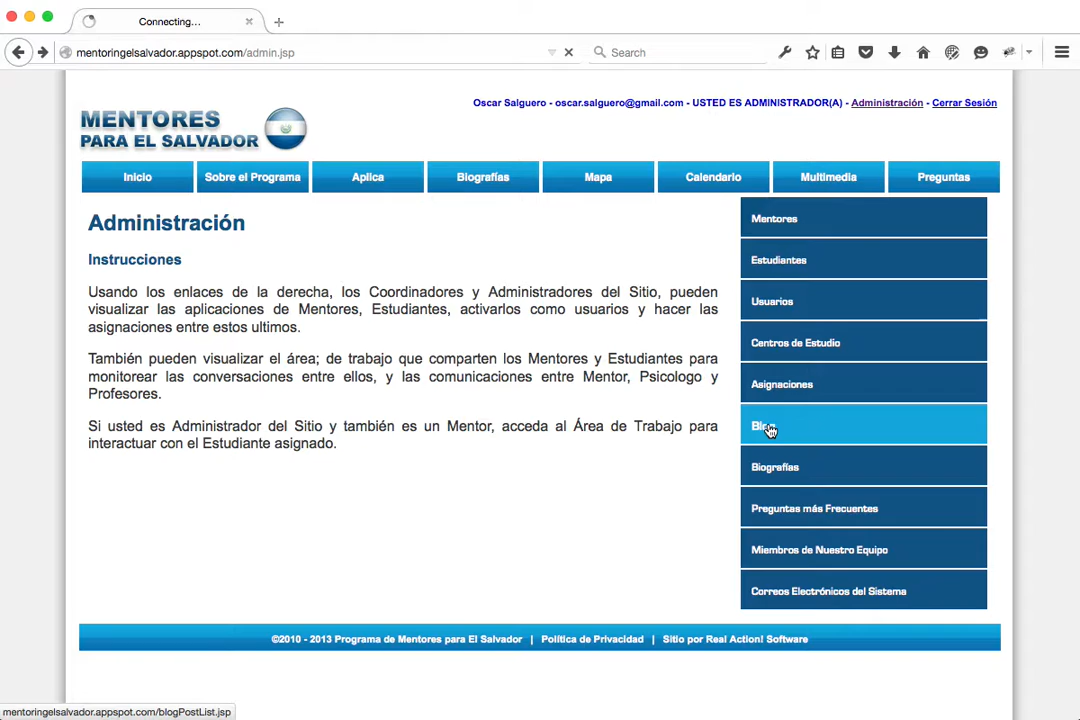 Connecting...
mentoringelsalvador.appspot.com/admin.jsp
Search
Oscar Salguero - oscar.salguero@gmail.com - USTED ES ADMINISTRADOR(A) - Administración - Cerrar Sesión
MENTORES
PARA EL SALVADOR
Inicio
Sobre el Programa
Aplica
Biografías
Mapa
Calendario
Multimedia
Preguntas
Administración
Instrucciones
Usando los enlaces de la derecha, los Coordinadores y Administradores del Sitio, pueden
visualizar las aplicaciones de Mentores, Estudiantes, activarlos como usuarios y hacer las
asignaciones entre estos ultimos.
También pueden visualizar el área; de trabajo que comparten los Mentores y Estudiantes para
monitorear las conversaciones entre ellos, y las comunicaciones entre Mentor, Psicologo y
Profesores.
Si usted es Administrador del Sitio y también es un Mentor, acceda al Área de Trabajo para
interactuar con el Estudiante asignado.
Mentores
Estudiantes
Usuarios
Centros de Estudio
Asignaciones
Blog
Biografías
Preguntas más Frecuentes
Miembros de Nuestro Equipo
Correos Electrónicos del Sistema
©2010 - 2013 Programa de Mentores para El Salvador | Política de Privacidad | Sitio por Real Action! Software
mentoringelsalvador.appspot.com/blogPostList.jsp